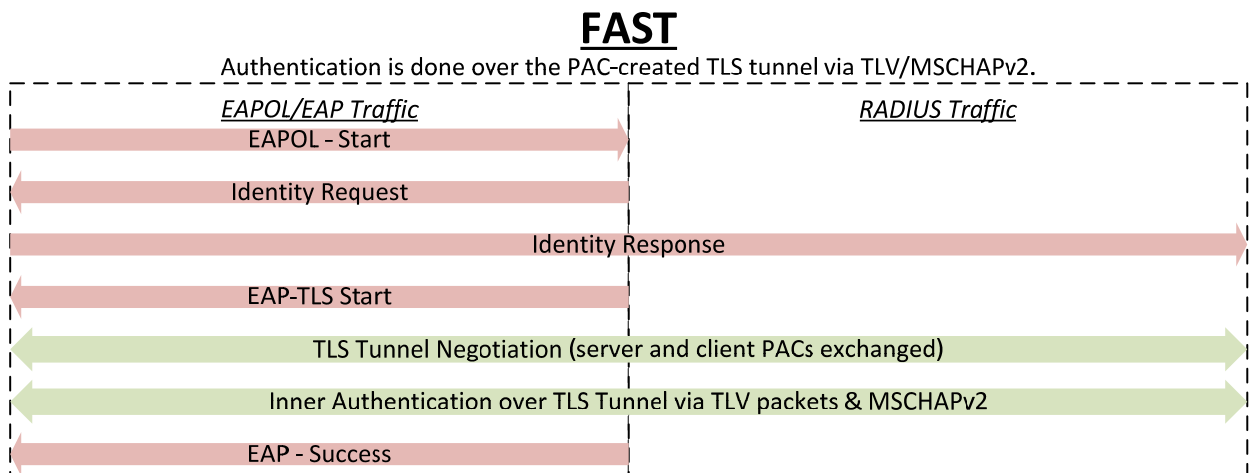 FAST
Authentication is done over the PAC-created TLS tunnel via TLV/MSCHAPv2.
EAPOL/EAP Traffic
RADIUS Traffic
EAPOL - Start
Identity Request
Identity Response
EAP-TLS Start
TLS Tunnel Negotiation (server and client PACs exchanged)
Inner Authentication over TLS Tunnel via TLV packets & MSCHAPv2
EAP - Success